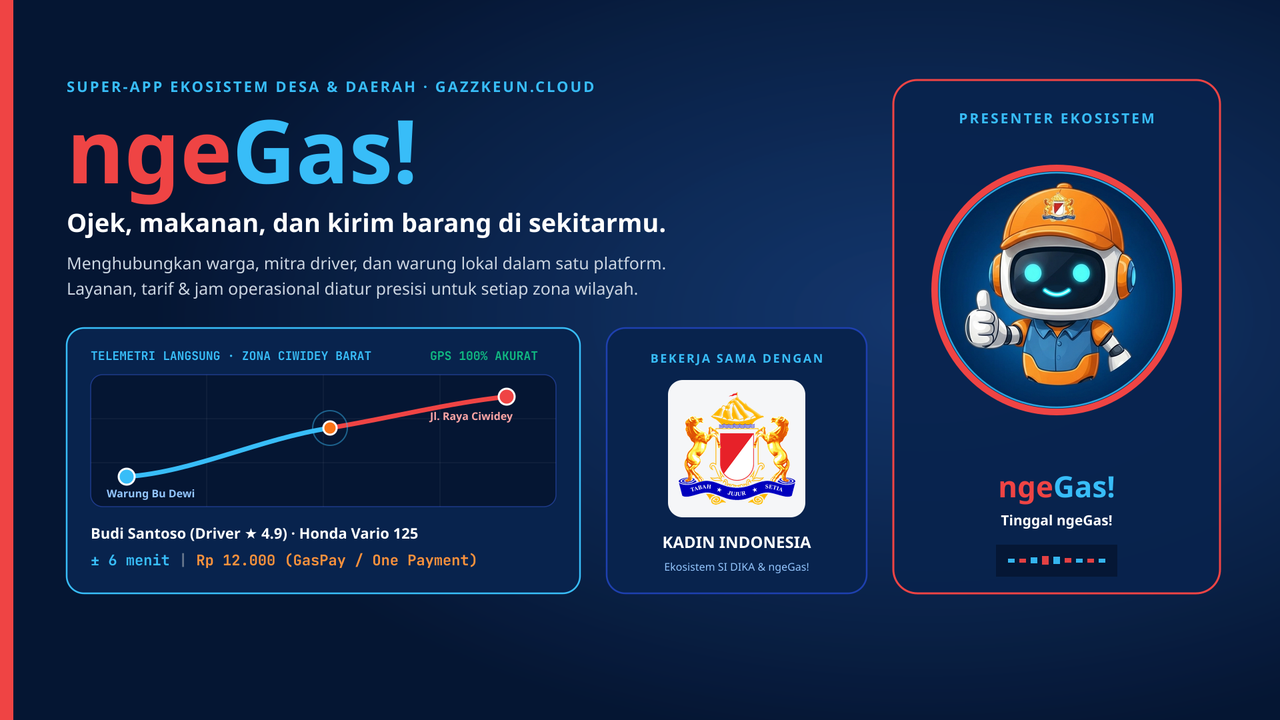 SUPER-APP EKOSISTEM DESA & DAERAH · GAZZKEUN.CLOUD
ngeGas!
Ojek, makanan, dan kirim barang di sekitarmu.
Menghubungkan warga, mitra driver, dan warung lokal dalam satu platform.
Layanan, tarif & jam operasional diatur presisi untuk setiap zona wilayah.
TELEMETRI LANGSUNG · ZONA CIWIDEY BARAT
GPS 100% AKURAT
Jl. Raya Ciwidey
Warung Bu Dewi
Budi Santoso (Driver ★ 4.9) · Honda Vario 125
± 6 menit | Rp 12.000 (GasPay / One Payment)
BEKERJA SAMA DENGAN
TABAH ★ JUJUR ★ SETIA
KADIN INDONESIA
Ekosistem SI DIKA & ngeGas!
PRESENTER EKOSISTEM
ngeGas!
Tinggal ngeGas!